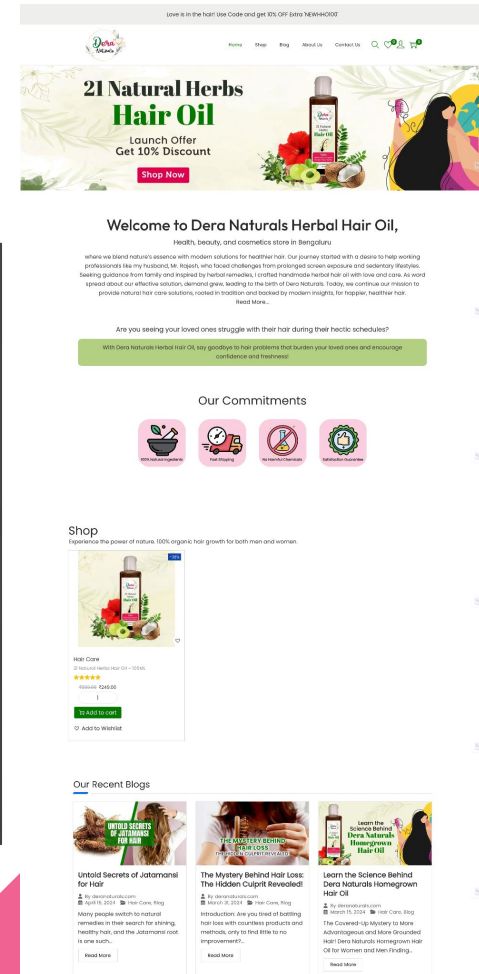 Love is in the hair! Use Code and get 10% OFF Extra 'NEWHHO100'
Dera
Naturals
Home Shop Blog About Us Contact Us
21 Natural Herbs
Hair Oil
Launch Offer
Get 10% Discount
Shop Now
Welcome to Dera Naturals Herbal Hair Oil,
Health, beauty, and cosmetics store in Bengaluru
where we blend nature's essence with modern solutions for healthier hair. Our journey started with a desire to help working
professionals like my husband, Mr. Rajesh, who faced challenges from prolonged screen exposure and sedentary lifestyles.
Seeking guidance from family and inspired by herbal remedies, I crafted handmade herbal hair oil with love and care. As word
spread about our effective solution, demand grew, leading to the birth of Dera Naturals. Today, we continue our mission to
provide natural hair care solutions, rooted in tradition and backed by modern insights, for happier, healthier hair.
Read More...
Are you seeing your loved ones struggle with their hair during their hectic schedules?
With Dera Naturals Herbal Hair Oil, say goodbye to hair problems that burden your loved ones and encourage
confidence and freshness!
Our Commitments
100% Natural Ingredients
Fast Shipping
No Harmful Chemicals
Satisfaction Guarantee
Shop
Experience the power of nature. 100% organic hair growth for both men and women.
Hair Care
21 Natural Herbs Hair Oil – 100ML
₹249.00
1
Add to cart
Add to Wishlist
Our Recent Blogs
UNTOLD SECRETS
OF JATAMANSI
FOR HAIR
Untold Secrets of Jatamansi
for Hair
By deranaturals.com
April 15, 2024 Hair Care, Blog
Many people switch to natural
remedies in their search for shining,
healthy hair, and the Jatamansi root
is one such...
Read More
THE MYSTERY BEHIND
HAIR LOSS
THE HIDDEN CULPRIT REVEALED!
The Mystery Behind Hair Loss:
The Hidden Culprit Revealed!
By deranaturals.com
March 31, 2024 Hair Care, Blog
Introduction: Are you tired of battling
hair loss with countless products and
methods, only to find little to no
improvement?...
Read More
Learn the
Science Behind
Dera Naturals
Homegrown
Hair Oil
Learn the Science Behind
Dera Naturals Homegrown
Hair Oil
By deranaturals.com
March 15, 2024 Hair Care, Blog
The Covered-Up Mystery to More
Advantageous and More Grounded
Hair! Dera Naturals Homegrown Hair
Oil for Women and Men Finding...
Read More